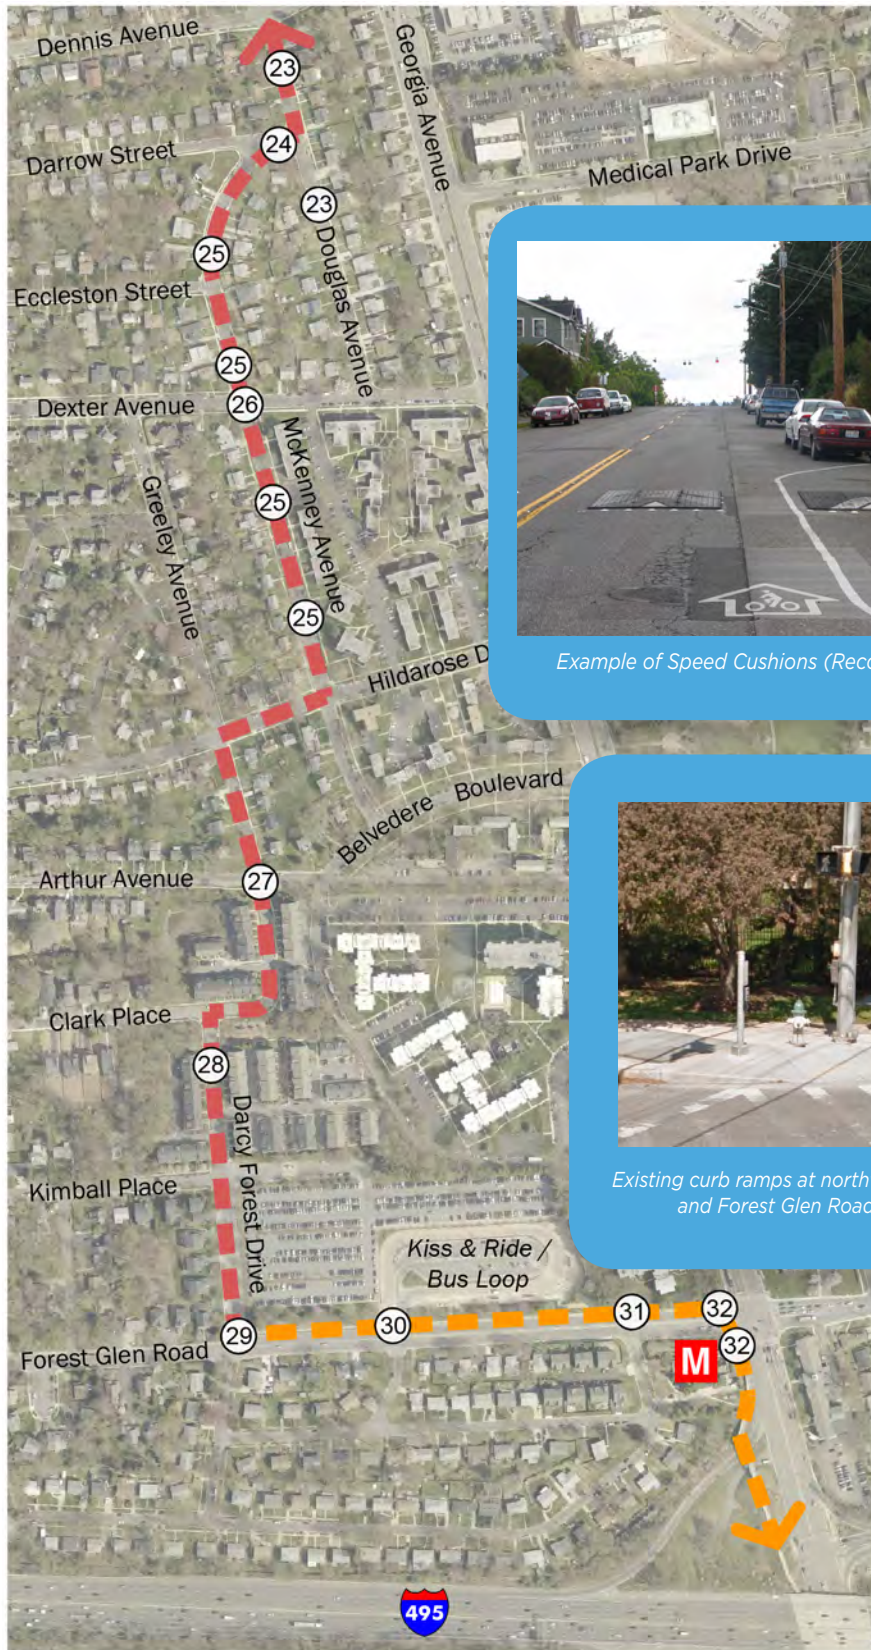 Dennis Avenue
23
Georgia Avenue
24
Darrow Street
Medical Park Drive
23
Douglas Avenue
25
Eccleston Street
25
Dexter Avenue
26
McKenney Avenue
25
Greeley Avenue
25
Hildarose D
Example of Speed Cushions (Reco
Belvedere Boulevard
Arthur Avenue
27
Clark Place
28
Darcy Forest Drive
Kimball Place
Existing curb ramps at north
and Forest Glen Road
Kiss & Ride /
Bus Loop
29
30
31
32
32
Forest Glen Road
M
495